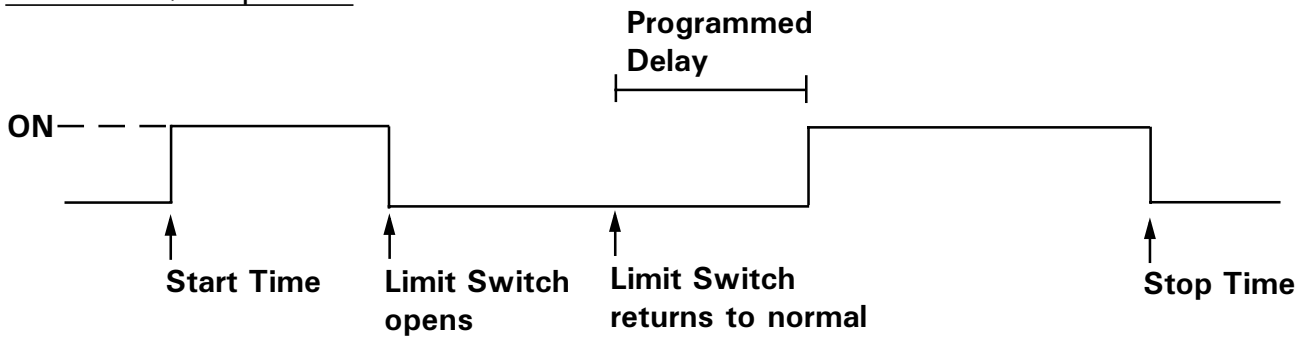 Programmed
Delay
ON
Start Time
Limit Switch
opens
Limit Switch
returns to normal
Stop Time